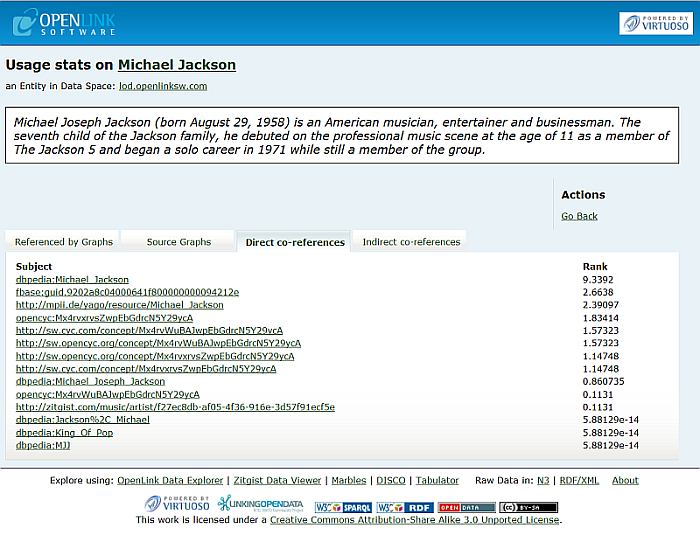 OPENLINK
SOFTWARE
POWERED BY
VIRTUOSO
Usage stats on Michael Jackson
an Entity in Data Space: lod.openlinksw.com
Michael Joseph Jackson (born August 29, 1958) is an American musician, entertainer and businessman. The
seventh child of the Jackson family, he debuted on the professional music scene at the age of 11 as a member of
The Jackson 5 and began a solo career in 1971 while still a member of the group.
Actions
Go Back
Referenced by Graphs Source Graphs Direct co-references Indirect co-references
Subject Rank
dbpedia:Michael_Jackson 9.3392
fbase:guid.9202a8c04000641f800000000094212e 2.6638
http://mpii.de/yago/resource/Michael_Jackson 2.39097
opencyc:Mx4rvxrvsZwpEbGdrcN5Y29ycA 1.83414
http://sw.cyc.com/concept/Mx4rvWuBAJwpEbGdrcN5Y29ycA 1.57323
http://sw.opencyc.org/concept/Mx4rvWuBAJwpEbGdrcN5Y29ycA 1.57323
http://sw.opencyc.org/concept/Mx4rvxrvsZwpEbGdrcN5Y29ycA 1.14748
http://sw.cyc.com/concept/Mx4rvxrvsZwpEbGdrcN5Y29ycA 1.14748
dbpedia:Michael_Joseph_Jackson 0.860735
opencyc:Mx4rvWuBAJwpEbGdrcN5Y29ycA 0.1131
http://zitgist.com/music/artist/f27ec8db-af05-4f36-916e-3d57f91ecf5e 0.1131
dbpedia:Jackson%2C_Michael 5.88129e-14
dbpedia:King_Of_Pop 5.88129e-14
dbpedia:MJJ 5.88129e-14
Explore using: OpenLink Data Explorer | Zitgist Data Viewer | Marbles | DISCO | Tabulator Raw Data in: N3 | RDF/XML About
POWERED BY VIRTUOSO LINKINGOPENDATA W3C SPARQL W3C RDF OPEN DATA CC BY-SA
This work is licensed under a Creative Commons Attribution-Share Alike 3.0 Unported License.